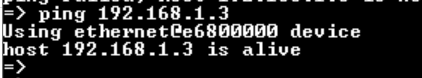 => ping 192.168.1.3
Using ethernet@e6800000 device
host 192.168.1.3 is alive
=>